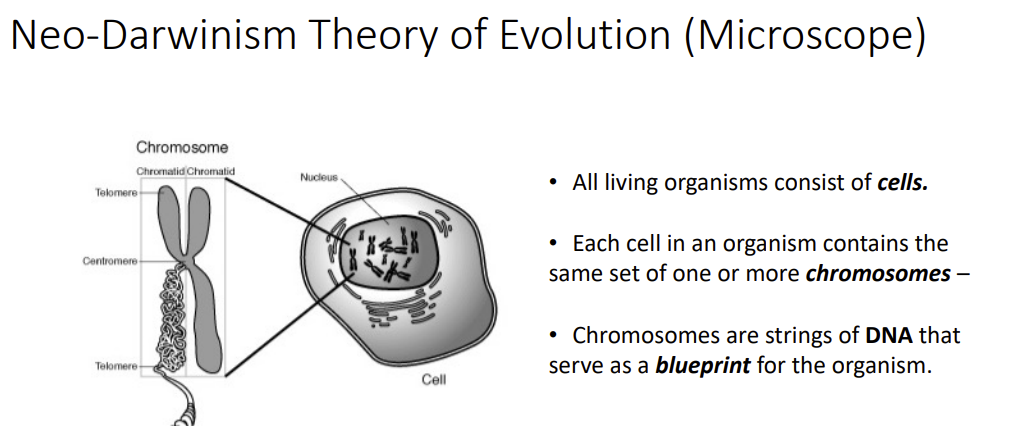 Neo-Darwinism Theory of Evolution (Microscope)
Chromosome
Chromatid Chromatid
Telomere
Centromere
Telomere
Nucleus
Cell
• All living organisms consist of cells.
• Each cell in an organism contains the
same set of one or more chromosomes –
• Chromosomes are strings of DNA that
serve as a blueprint for the organism.